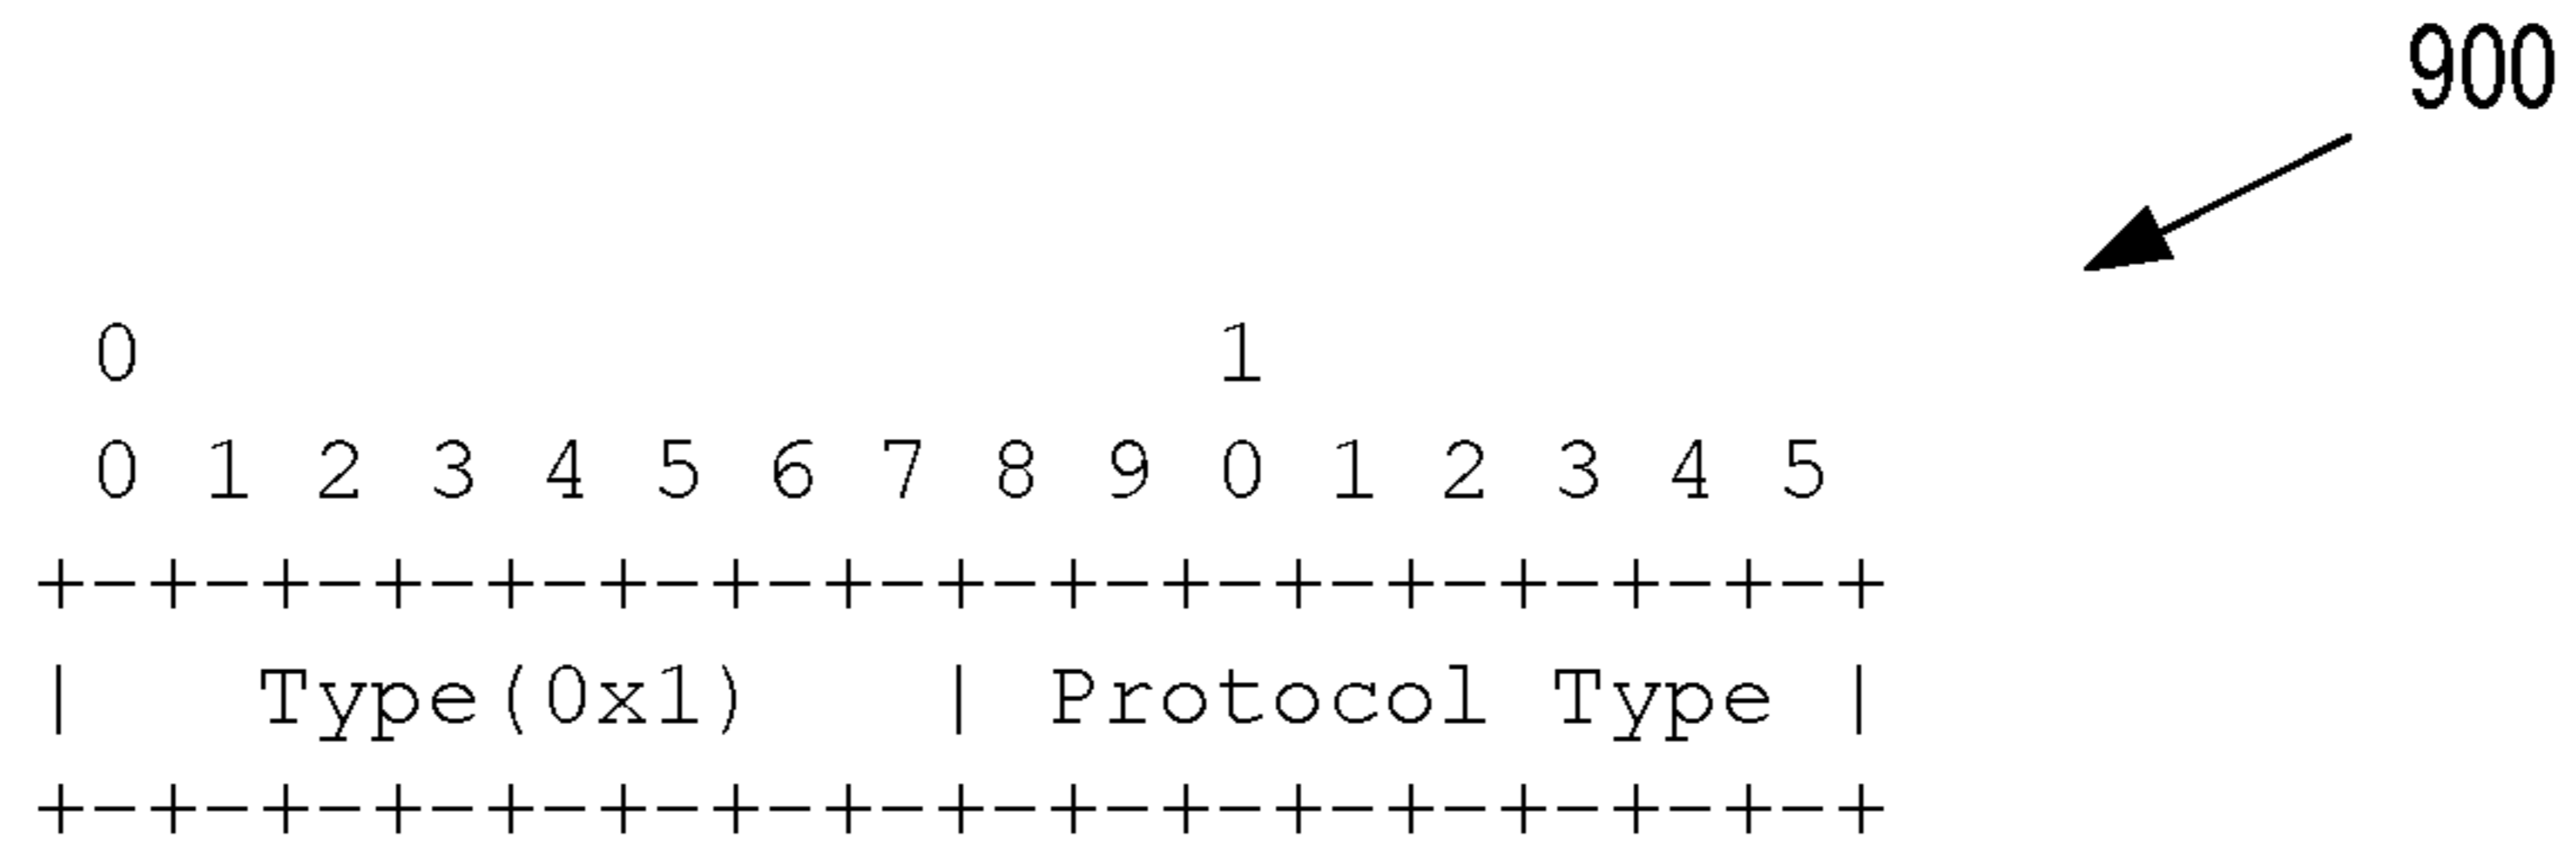 900
0                   1
0 1 2 3 4 5 6 7 8 9 0 1 2 3 4 5
+-+-+-+-+-+-+-+-+-+-+-+-+-+-+-+-+
|   Type(0x1)   | Protocol Type |
+-+-+-+-+-+-+-+-+-+-+-+-+-+-+-+-+